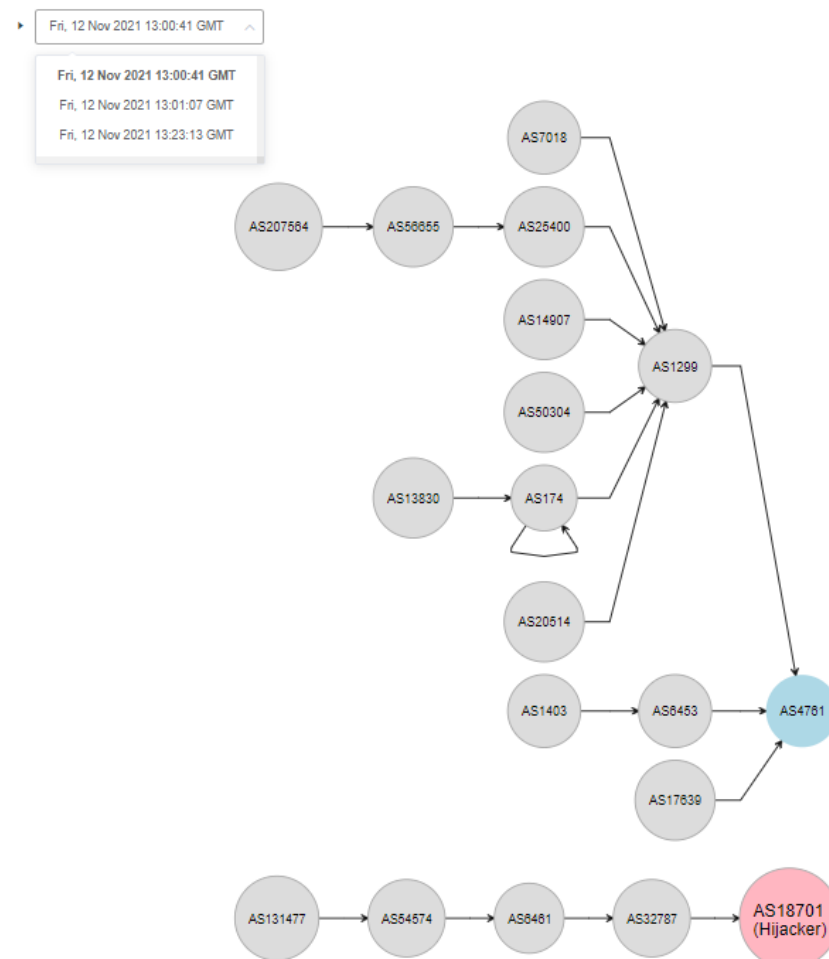 Fri, 12 Nov 2021 13:00:41 GMT
Fri, 12 Nov 2021 13:00:41 GMT
Fri, 12 Nov 2021 13:01:07 GMT
Fri, 12 Nov 2021 13:23:13 GMT
AS7018
AS207564
AS56655
AS25400
AS14907
AS1299
AS50304
AS13830
AS174
AS20514
AS1403
AS6453
AS4761
AS17639
AS131477
AS54574
AS6461
AS32787
AS18701
(Hijacker)